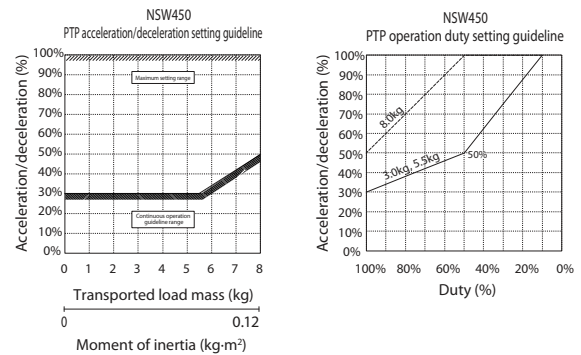 NSW450
PTP acceleration/deceleration setting guideline
Acceleration/deceleration (%)
100%
90%
80%
70%
60%
50%
40%
30%
20%
10%
0%
Maximum setting range
Continuous operation
guideline range
0 1 2 3 4 5 6 7 8
Transported load mass (kg)
0 0.12
Moment of inertia (kg·m²)
NSW450
PTP operation duty setting guideline
Acceleration/deceleration (%)
100%
90%
80%
70%
60%
50%
40%
30%
20%
10%
0%
8.0kg
3.0kg, 5.5kg
50%
100% 80% 60% 40% 20% 0%
Duty (%)